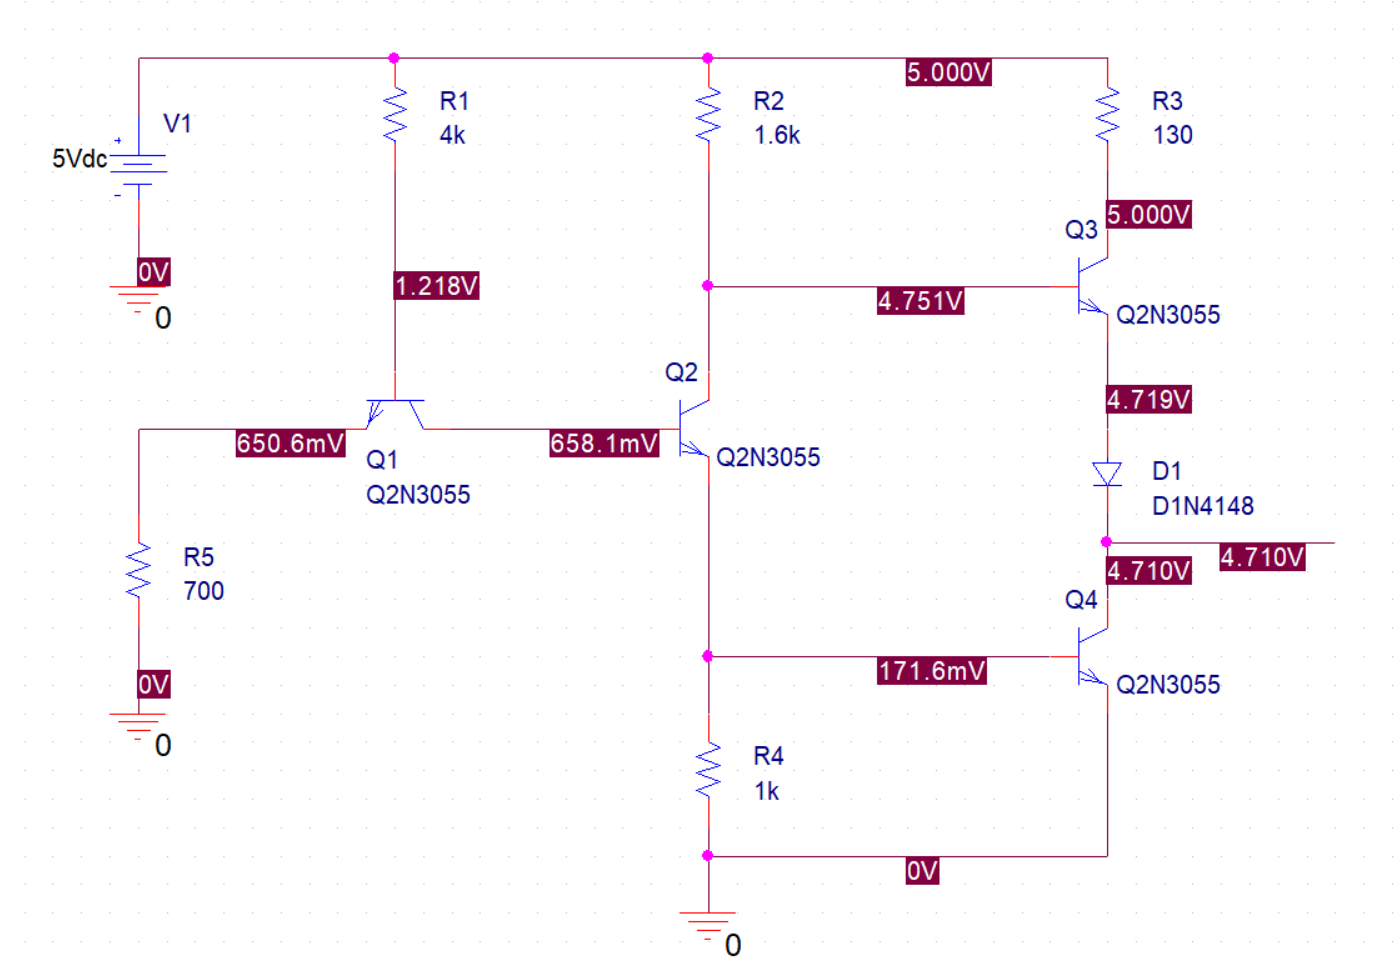 5.000V
V1
5Vdc
+
-
0V
0
R1
4k
R2
1.6k
R3
130
5.000V
Q3
Q2N3055
1.218V
4.751V
4.719V
Q2
Q2N3055
650.6mV
658.1mV
Q1
Q2N3055
D1
D1N4148
4.710V
4.710V
R5
700
0V
0
Q4
Q2N3055
171.6mV
R4
1k
0V
0